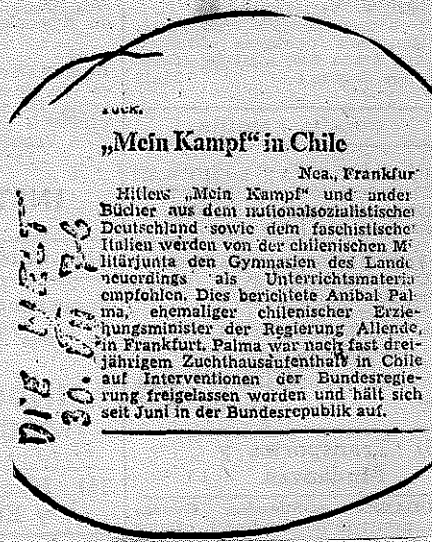 „Mein Kampf“ in Chile
Nea., Frankfur
Hitlers „Mein Kampf“ und ander
Bücher aus dem nationalsozialistische
Deutschland sowie dem faschistische
Italien werden von der chilenischen Mi
litärjunta den Gymnasien des Lande
neuerdings als Unterrichtsmateria
empfohlen. Dies berichtete Anibal Pal-
ma, ehemaliger chilenischer Erzie-
hungsminister der Regierung Allende,
in Frankfurt. Palma war nach fast drei-
jährigem Zuchthausaufenthalt in Chile
auf Interventionen der Bundesregie-
rung freigelassen worden und hält sich
seit Juni in der Bundesrepublik auf.
DIE WELT